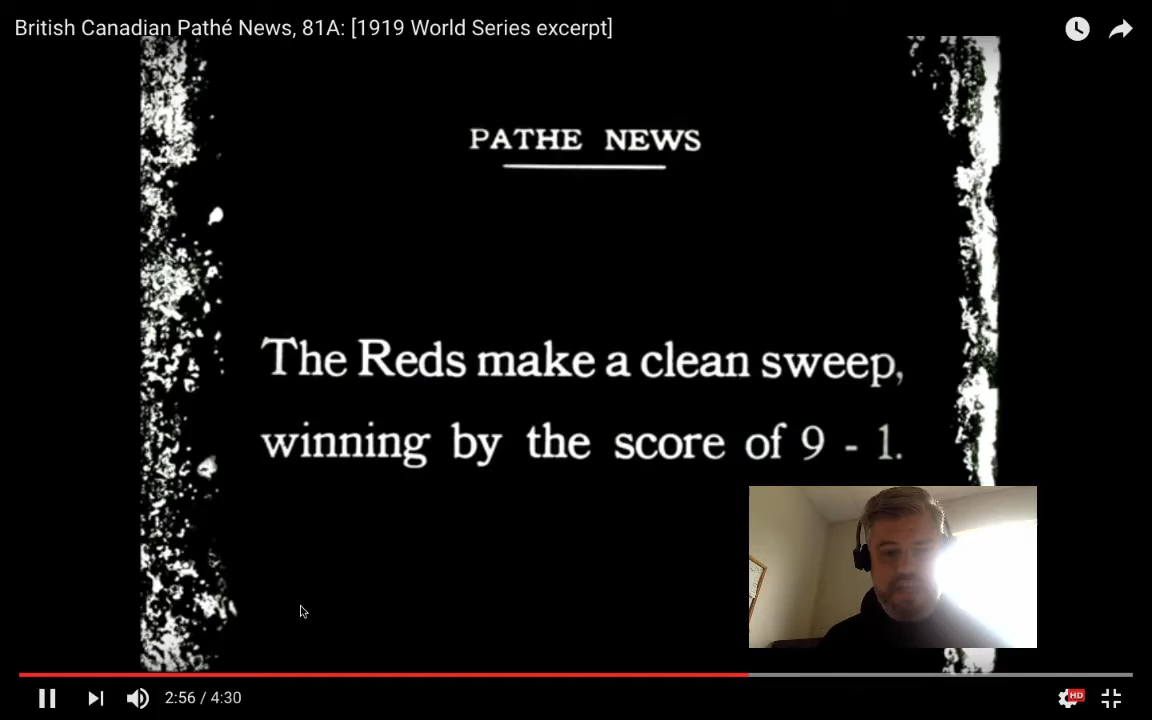 British Canadian Pathé News, 81A: [1919 World Series excerpt]
PATHE NEWS
The Reds make a clean sweep,
winning by the score of 9 - 1.
2:56 / 4:30
HD